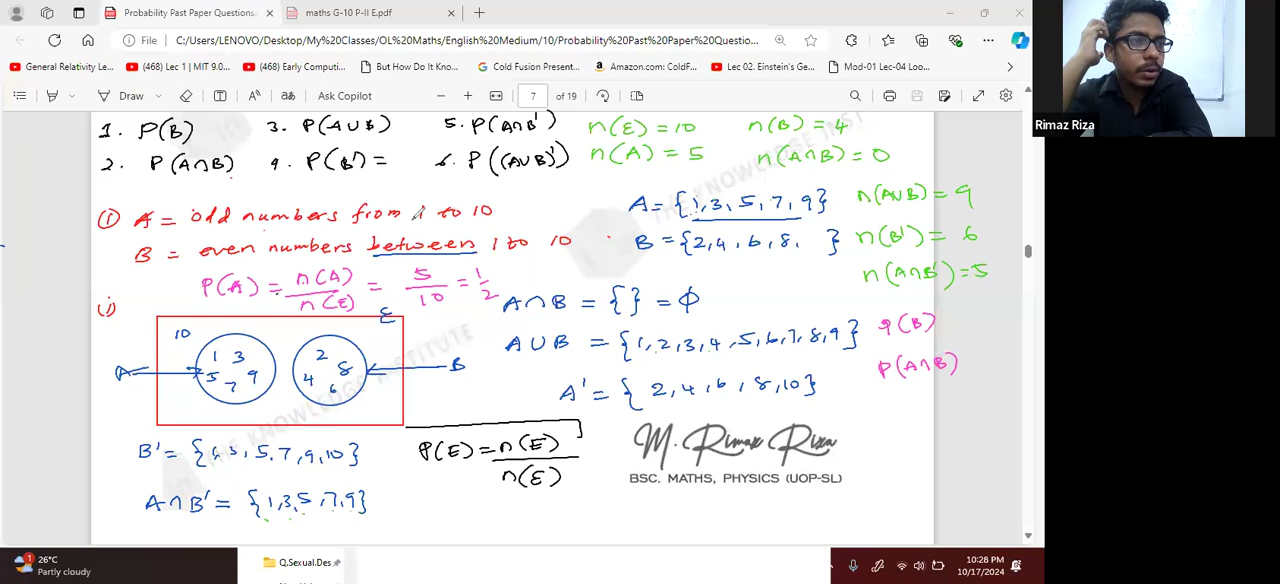 Probability Past Paper Questions.
maths G-10 P-II E.pdf
File
C:/Users/LENOVO/Desktop/My%20Classes/OL%20Maths/English%20Medium/10/Probability%20Past%20Paper%20Questio...
General Relativity Le...
(468) Lec 1 | MIT 9.0...
(468) Early Computi...
But How Do It Kno...
Cold Fusion Present...
Amazon.com: ColdF...
Lec 02. Einstein's Ge...
Mod-01 Lec-04 Loo...
Draw
Ask Copilot
7 of 19
Rimaz Riza
1. P(B) 3. P(A∪B) 5. P(A∩B') n(E) = 10 n(B) = 4
2. P(A∩B) 4. P(B') = 6. P((A∪B)') n(A) = 5 n(A∩B) = 0
① A = odd numbers from 1 to 10
B = even numbers between 1 to 10
A = {1, 3, 5, 7, 9} n(A∪B) = 9
B = {2, 4, 6, 8, } n(B') = 6
n(A∩B') = 5
P(A) = n(A)/n(E) = 5/10 = 1/2
(i)
A∩B = { } = ϕ
P(B)
A∪B = {1, 2, 3, 4, 5, 6, 7, 8, 9}
P(A∩B)
A' = {2, 4, 6, 8, 10}
ℰ
10
A
1 3
5 7 9
2
4 6 8
B
P(E) = n(E)/n(ℰ)
B' = {1, 3, 5, 7, 9, 10}
A∩B' = {1, 3, 5, 7, 9}
M. Rimaz Riza
BSC. MATHS, PHYSICS (UOP-SL)
THE KNOWLEDGE INSTITUTE
1
26°C
Partly cloudy
Q,Sexual.Des
10:28 PM
10/17/2024